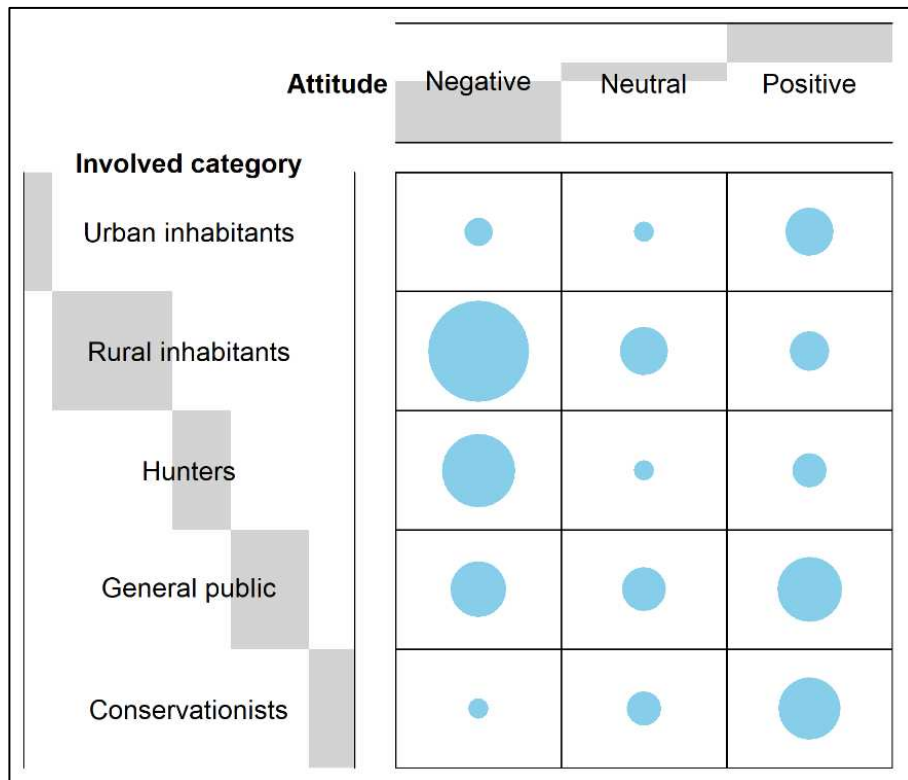 Attitude Negative Neutral Positive
Involved category
Urban inhabitants
Rural inhabitants
Hunters
General public
Conservationists